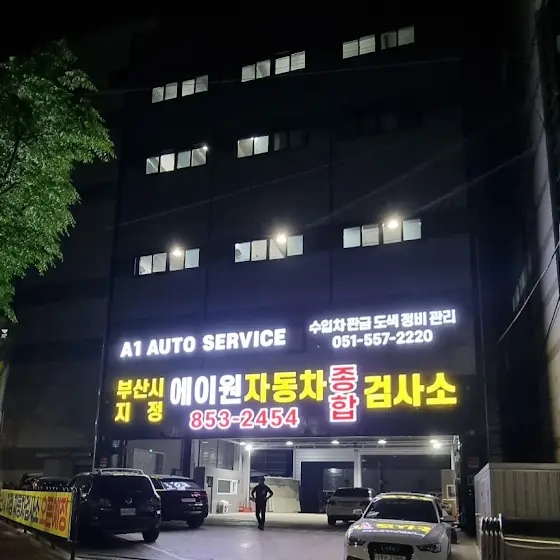 A1 AUTO SERVICE
수입차 판금 도색 정비 관리
051-557-2220
부산시
지정
에이원자동차
종합
검사소
853-2454